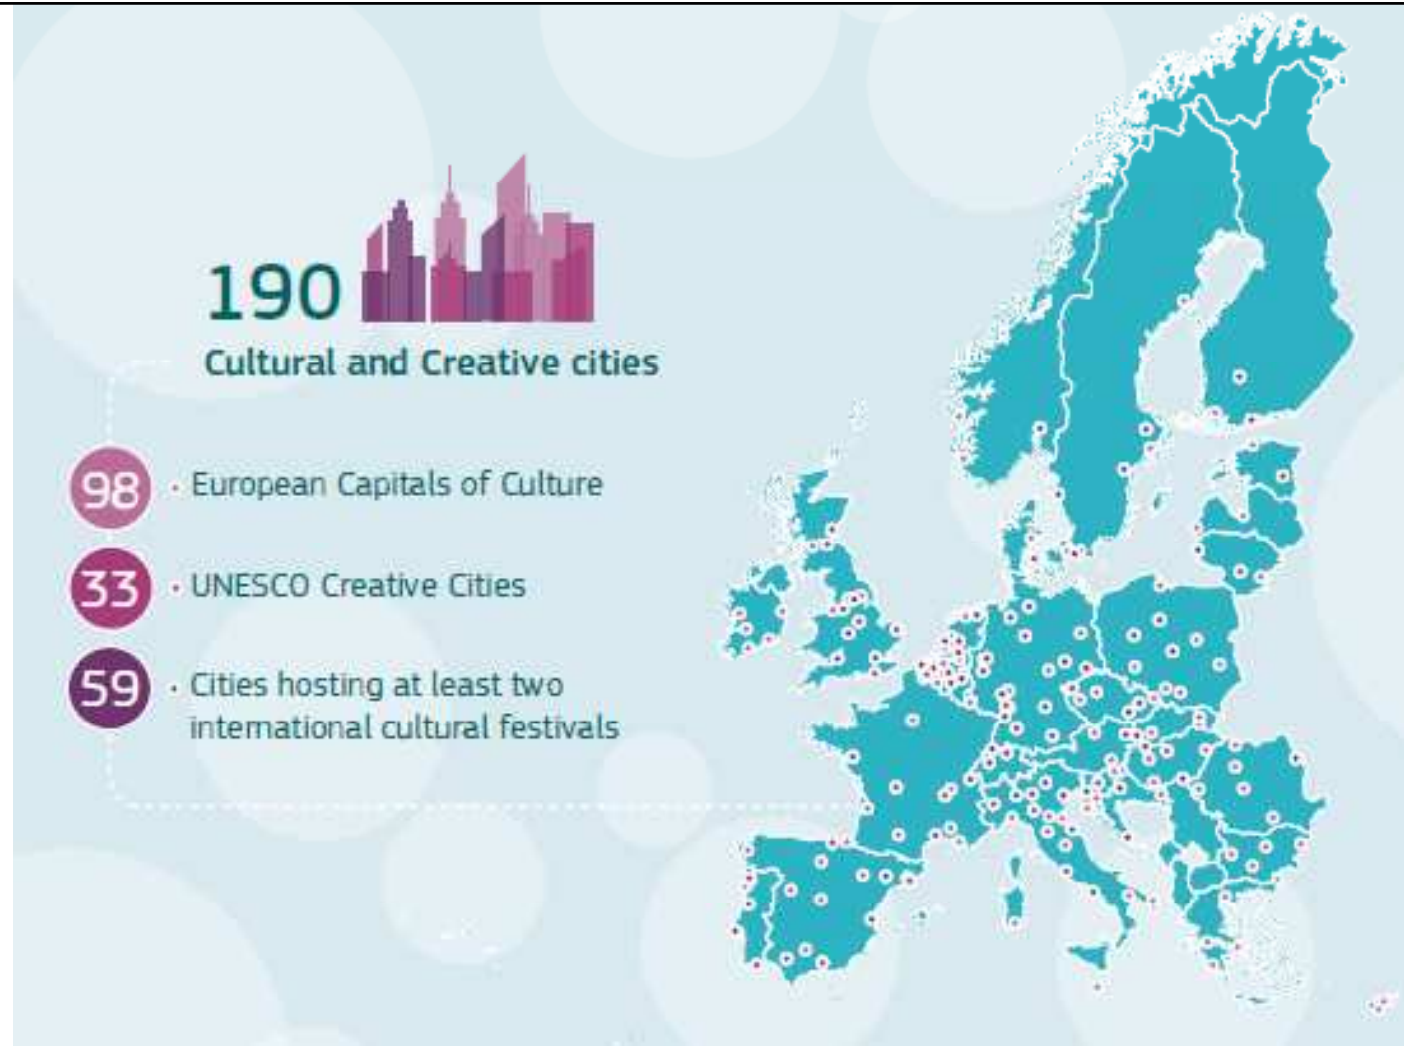 190
Cultural and Creative cities
98
· European Capitals of Culture
33
· UNESCO Creative Cities
59
· Cities hosting at least two
international cultural festivals